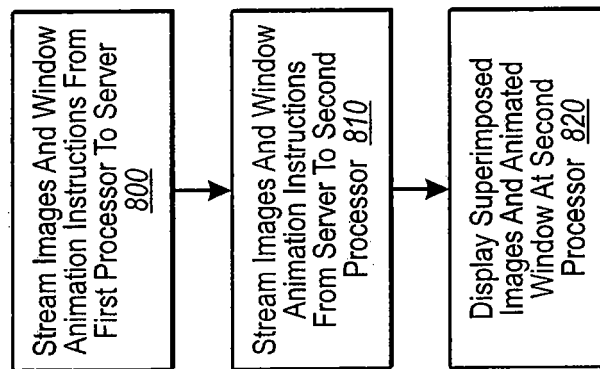 Stream Images And Window
Animation Instructions From
First Processor To Server
800
Stream Images And Window
Animation Instructions
From Server To Second
Processor 810
Display Superimposed
Images And Animated
Window At Second
Processor 820